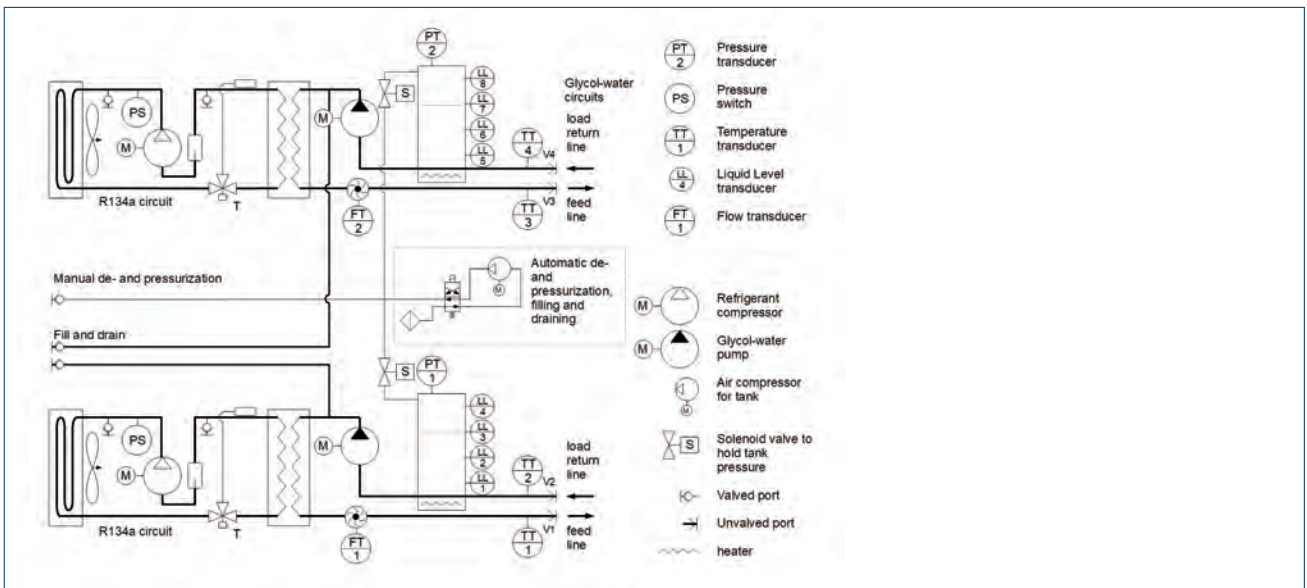 PT
2
S
LL
8
LL
7
LL
6
LL
5
Glycol-water
circuits
load
return
line
TT
4
V4
PS
M
M
R134a circuit
T
FT
2
TT
3
V3
feed
line
Manual de- and pressurization
Automatic de-
and
pressurization,
filling and
draining
M
Fill and drain
S
PT
1
LL
4
LL
3
LL
2
LL
1
load
return
line
TT
2
V2
PS
M
M
R134a circuit
T
FT
1
TT
1
V1
feed
line
PT
2
Pressure
transducer
PS
Pressure
switch
TT
1
Temperature
transducer
LL
4
Liquid Level
transducer
FT
1
Flow transducer
M
Refrigerant
compressor
M
Glycol-water
pump
M
Air compressor
for tank
S
Solenoid valve to
hold tank
pressure
Valved port
Unvalved port
heater